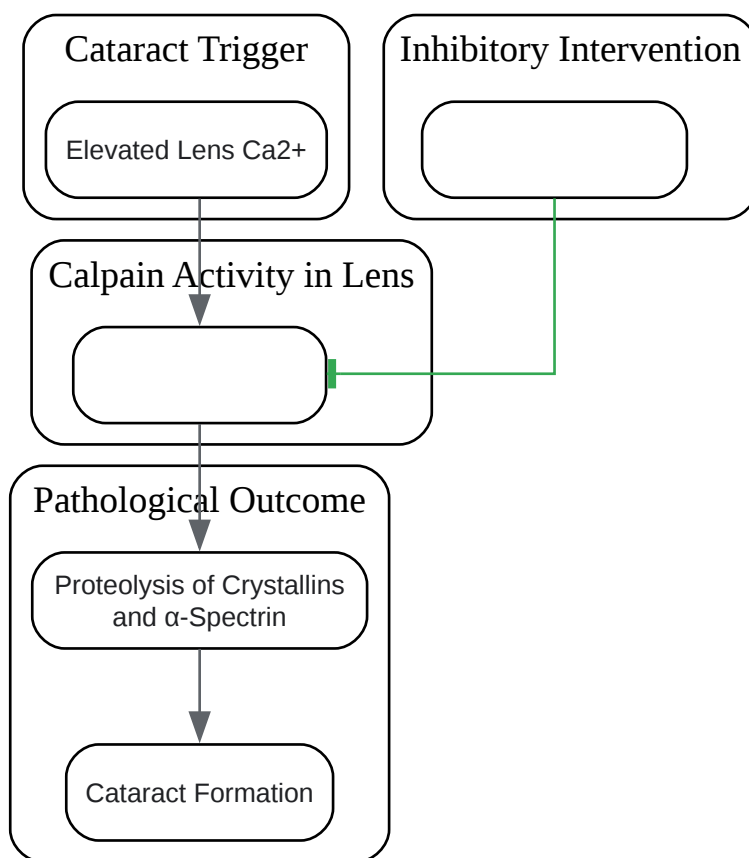 Cataract Trigger
Elevated Lens Ca2+
Inhibitory Intervention
Calpain Activity in Lens
Pathological Outcome
Proteolysis of Crystallins
and α-Spectrin
Cataract Formation